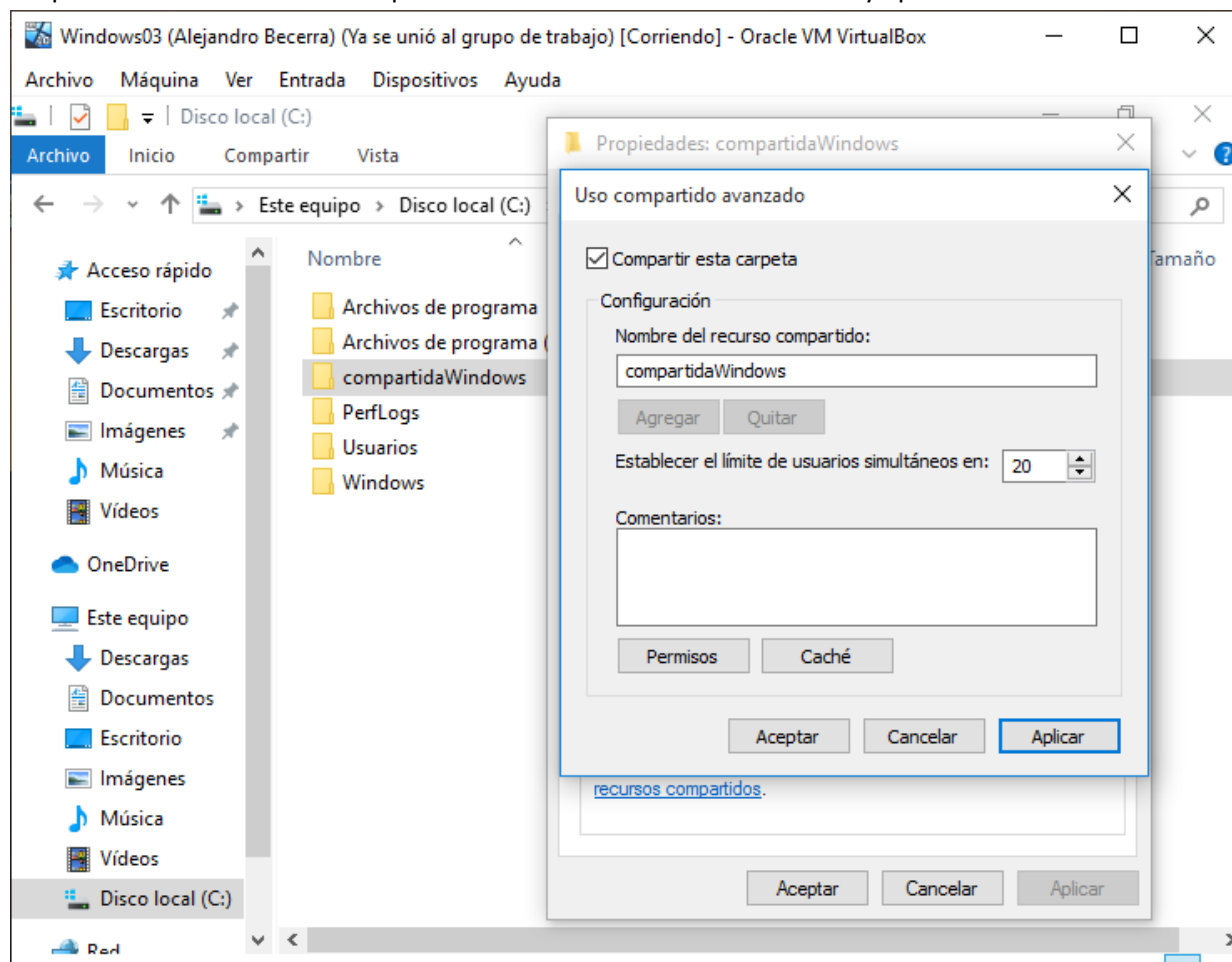 Windows03 (Alejandro Becerra) (Ya se unió al grupo de trabajo) [Corriendo] - Oracle VM VirtualBox
Archivo Máquina Ver Entrada Dispositivos Ayuda
Disco local (C:)
Archivo Inicio Compartir Vista
Este equipo > Disco local (C:)
Acceso rápido
Escritorio
Descargas
Documentos
Imágenes
Música
Vídeos
OneDrive
Este equipo
Descargas
Documentos
Escritorio
Imágenes
Música
Vídeos
Disco local (C:)
Red
Nombre
Tamaño
Archivos de programa
Archivos de programa (
compartidaWindows
PerfLogs
Usuarios
Windows
Propiedades: compartidaWindows
Uso compartido avanzado
Compartir esta carpeta
Configuración
Nombre del recurso compartido:
compartidaWindows
Agregar Quitar
Establecer el límite de usuarios simultáneos en: 20
Comentarios:
Permisos Caché
Aceptar Cancelar Aplicar
recursos compartidos.
Aceptar Cancelar Aplicar